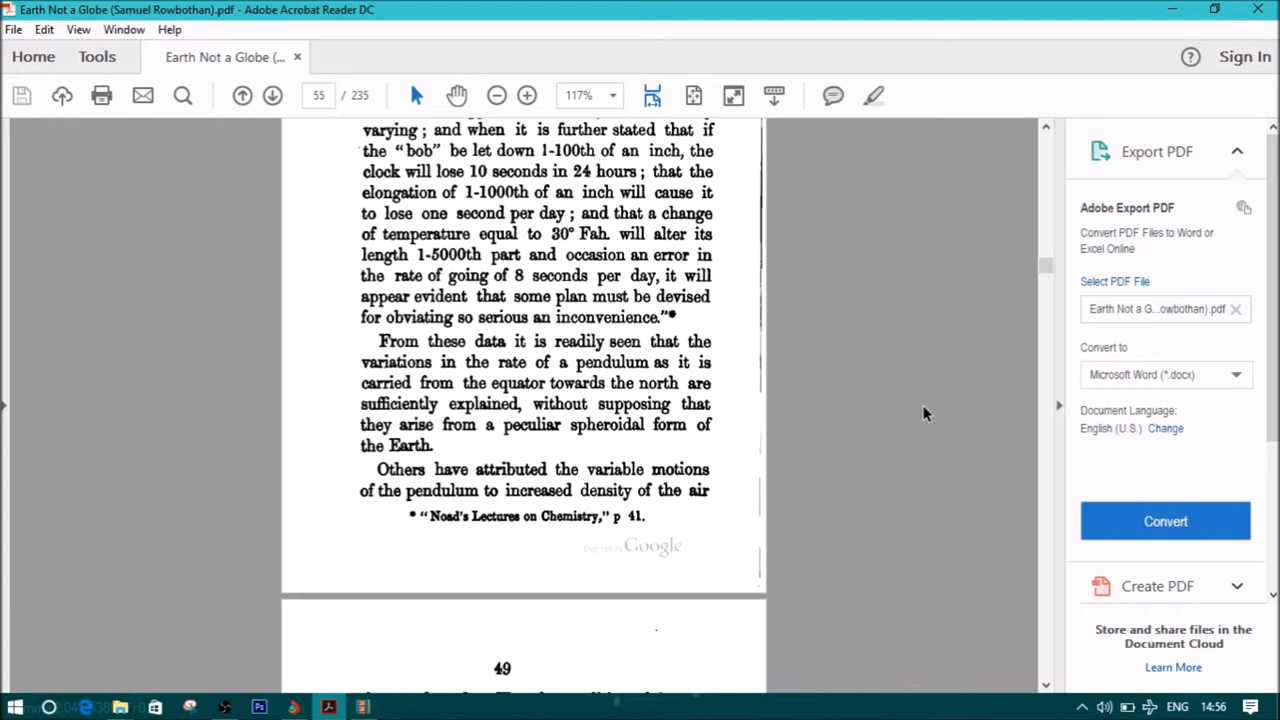 Earth Not a Globe (Samuel Rowbothan).pdf - Adobe Acrobat Reader DC
File Edit View Window Help
Home Tools Earth Not a Globe (... × Sign In
55 / 235 117%
varying ; and when it is further stated that if
the “bob” be let down 1-100th of an inch, the
clock will lose 10 seconds in 24 hours ; that the
elongation of 1-1000th of an inch will cause it
to lose one second per day ; and that a change
of temperature equal to 30° Fah. will alter its
length 1-5000th part and occasion an error in
the rate of going of 8 seconds per day, it will
appear evident that some plan must be devised
for obviating so serious an inconvenience.”*
From these data it is readily seen that the
variations in the rate of a pendulum as it is
carried from the equator towards the north are
sufficiently explained, without supposing that
they arise from a peculiar spheroidal form of
the Earth.
Others have attributed the variable motions
of the pendulum to increased density of the air
* “Noad's Lectures on Chemistry,” p 41.
Digitized by Google
49
Export PDF
Adobe Export PDF
Convert PDF Files to Word or
Excel Online
Select PDF File
Earth Not a G...owbothan).pdf ×
Convert to
Microsoft Word (*.docx)
Document Language:
English (U.S.) Change
Convert
Create PDF
Store and share files in the
Document Cloud
Learn More
ENG 14:56